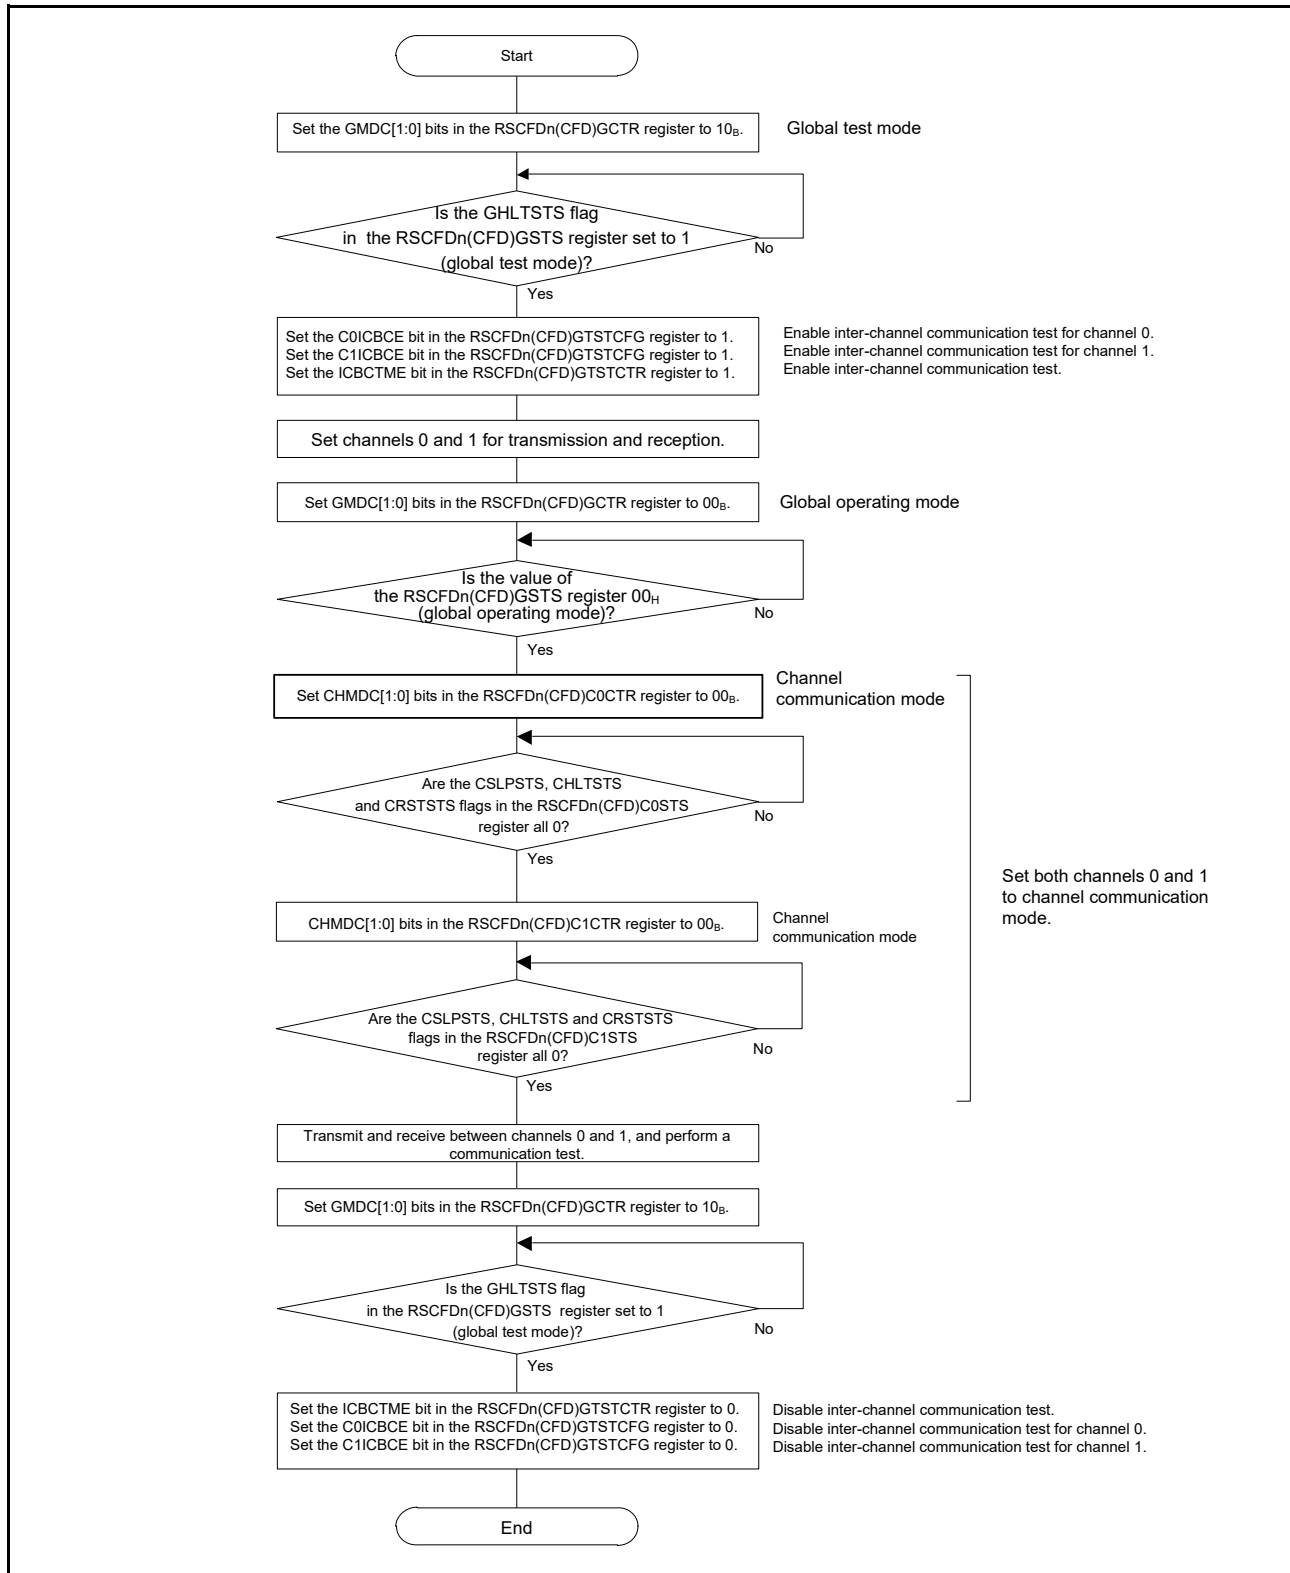 Start
Set the GMDC[1:0] bits in the RSCFDn(CFD)GCTR register to 10B.
Global test mode
Is the GHLTSTS flag
in the RSCFDn(CFD)GSTS register set to 1
(global test mode)?
No
Yes
Set the C0ICBCE bit in the RSCFDn(CFD)GTSTCFG register to 1.
Set the C1ICBCE bit in the RSCFDn(CFD)GTSTCFG register to 1.
Set the ICBCTME bit in the RSCFDn(CFD)GTSTCTR register to 1.
Enable inter-channel communication test for channel 0.
Enable inter-channel communication test for channel 1.
Enable inter-channel communication test.
Set channels 0 and 1 for transmission and reception.
Set GMDC[1:0] bits in the RSCFDn(CFD)GCTR register to 00B.
Global operating mode
Is the value of
the RSCFDn(CFD)GSTS register 00H
(global operating mode)?
No
Yes
Set CHMDC[1:0] bits in the RSCFDn(CFD)C0CTR register to 00B.
Channel
communication mode
Are the CSLPSTS, CHLTSTS
and CRSTSTS flags in the RSCFDn(CFD)C0STS
register all 0?
No
Yes
CHMDC[1:0] bits in the RSCFDn(CFD)C1CTR register to 00B.
Channel
communication mode
Set both channels 0 and 1
to channel communication
mode.
Are the CSLPSTS, CHLTSTS and CRSTSTS
flags in the RSCFDn(CFD)C1STS
register all 0?
No
Yes
Transmit and receive between channels 0 and 1, and perform a
communication test.
Set GMDC[1:0] bits in the RSCFDn(CFD)GCTR register to 10B.
Is the GHLTSTS flag
in the RSCFDn(CFD)GSTS register set to 1
(global test mode)?
No
Yes
Set the ICBCTME bit in the RSCFDn(CFD)GTSTCTR register to 0.
Set the C0ICBCE bit in the RSCFDn(CFD)GTSTCFG register to 0.
Set the C1ICBCE bit in the RSCFDn(CFD)GTSTCFG register to 0.
Disable inter-channel communication test.
Disable inter-channel communication test for channel 0.
Disable inter-channel communication test for channel 1.
End